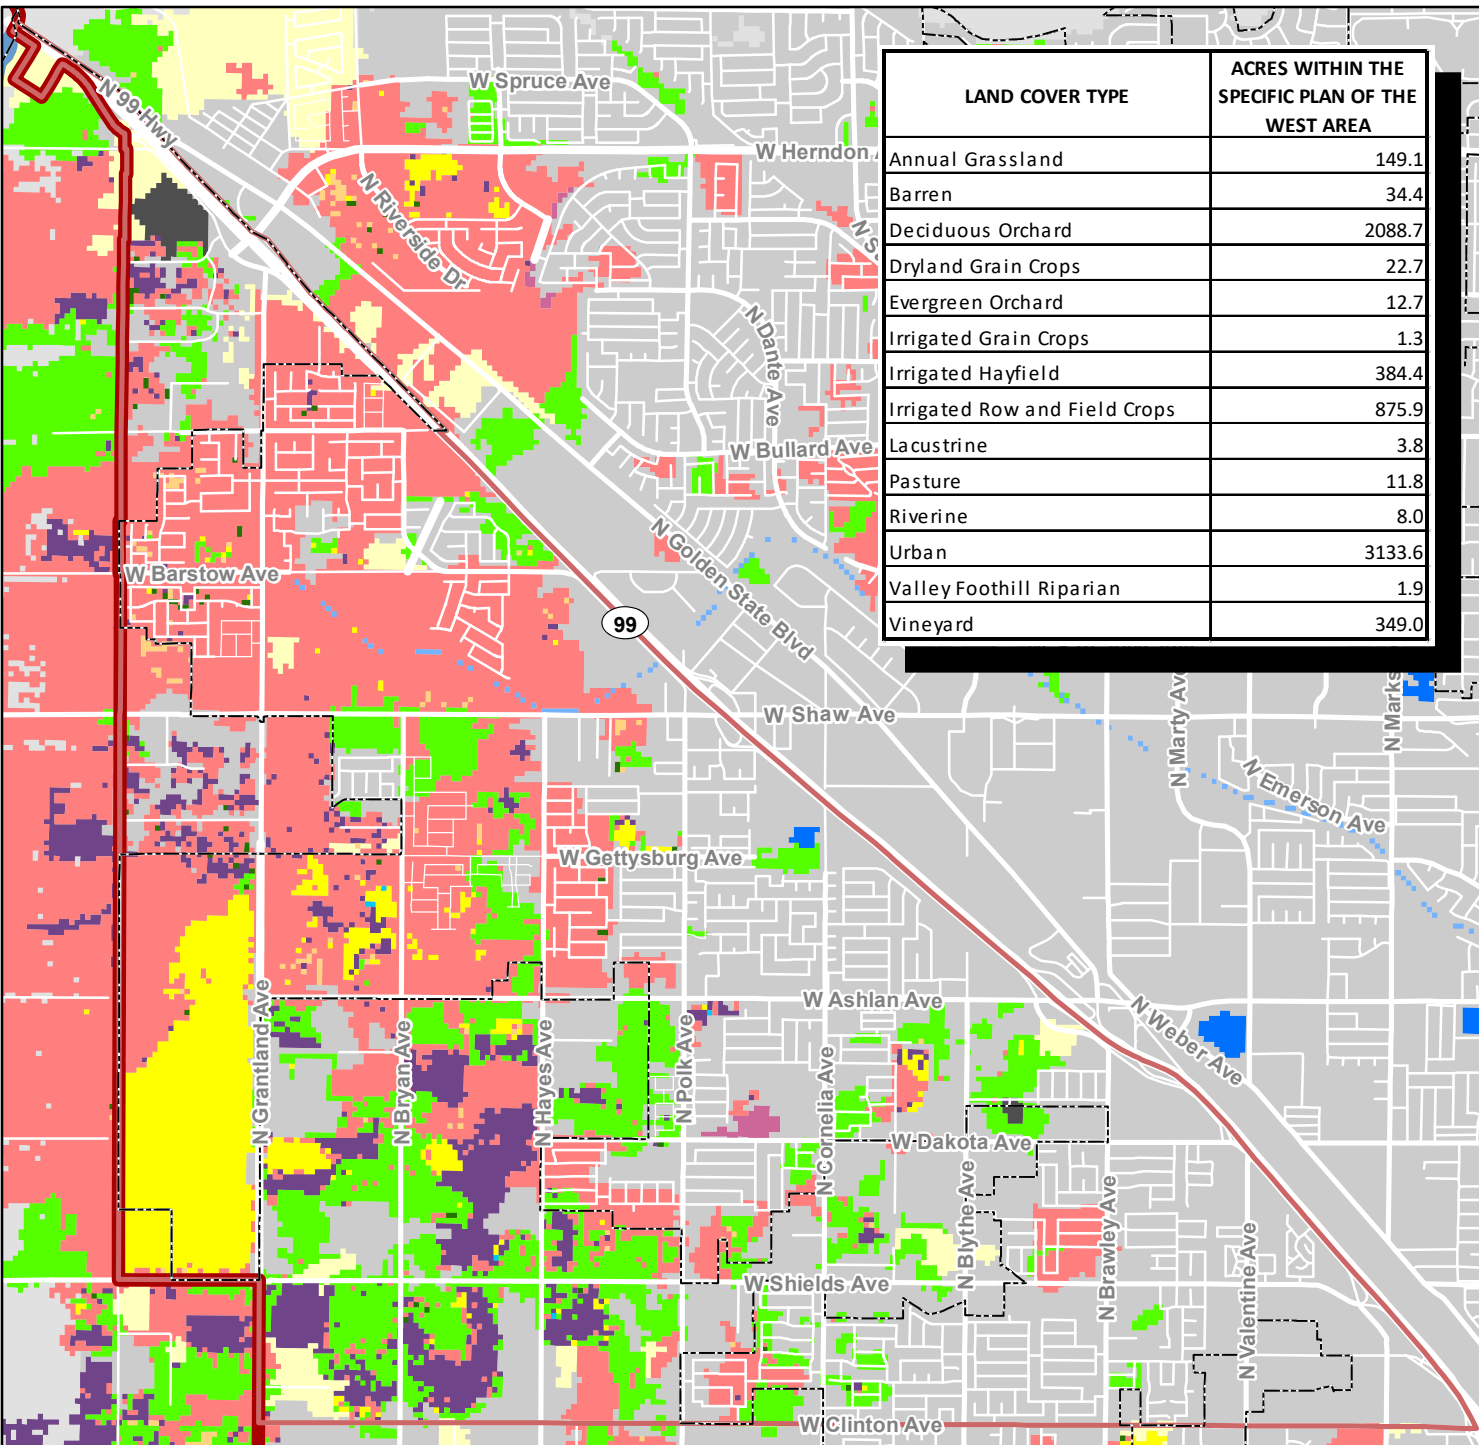 W Spruce Ave
N 99 Hwy
W Herndon
N Riverside Dr
N Dante Ave
W Bullard Ave
N Golden State Blvd
W Barstow Ave
99
W Shaw Ave
N Marty Ave
N Marks
N Emerson Ave
W Gettysburg Ave
W Ashlan Ave
N Weber Ave
N Grantland Ave
N Bryan Ave
N Hayes Ave
N Polk Ave
N Cornelia Ave
W Dakota Ave
N Blythe Ave
N Brawley Ave
N Valentine Ave
W Shields Ave
W Clinton Ave
LAND COVER TYPE
ACRES WITHIN THE
SPECIFIC PLAN OF THE
WEST AREA
Annual Grassland 149.1
Barren 34.4
Deciduous Orchard 2088.7
Dryland Grain Crops 22.7
Evergreen Orchard 12.7
Irrigated Grain Crops 1.3
Irrigated Hayfield 384.4
Irrigated Row and Field Crops 875.9
Lacustrine 3.8
Pasture 11.8
Riverine 8.0
Urban 3133.6
Valley Foothill Riparian 1.9
Vineyard 349.0